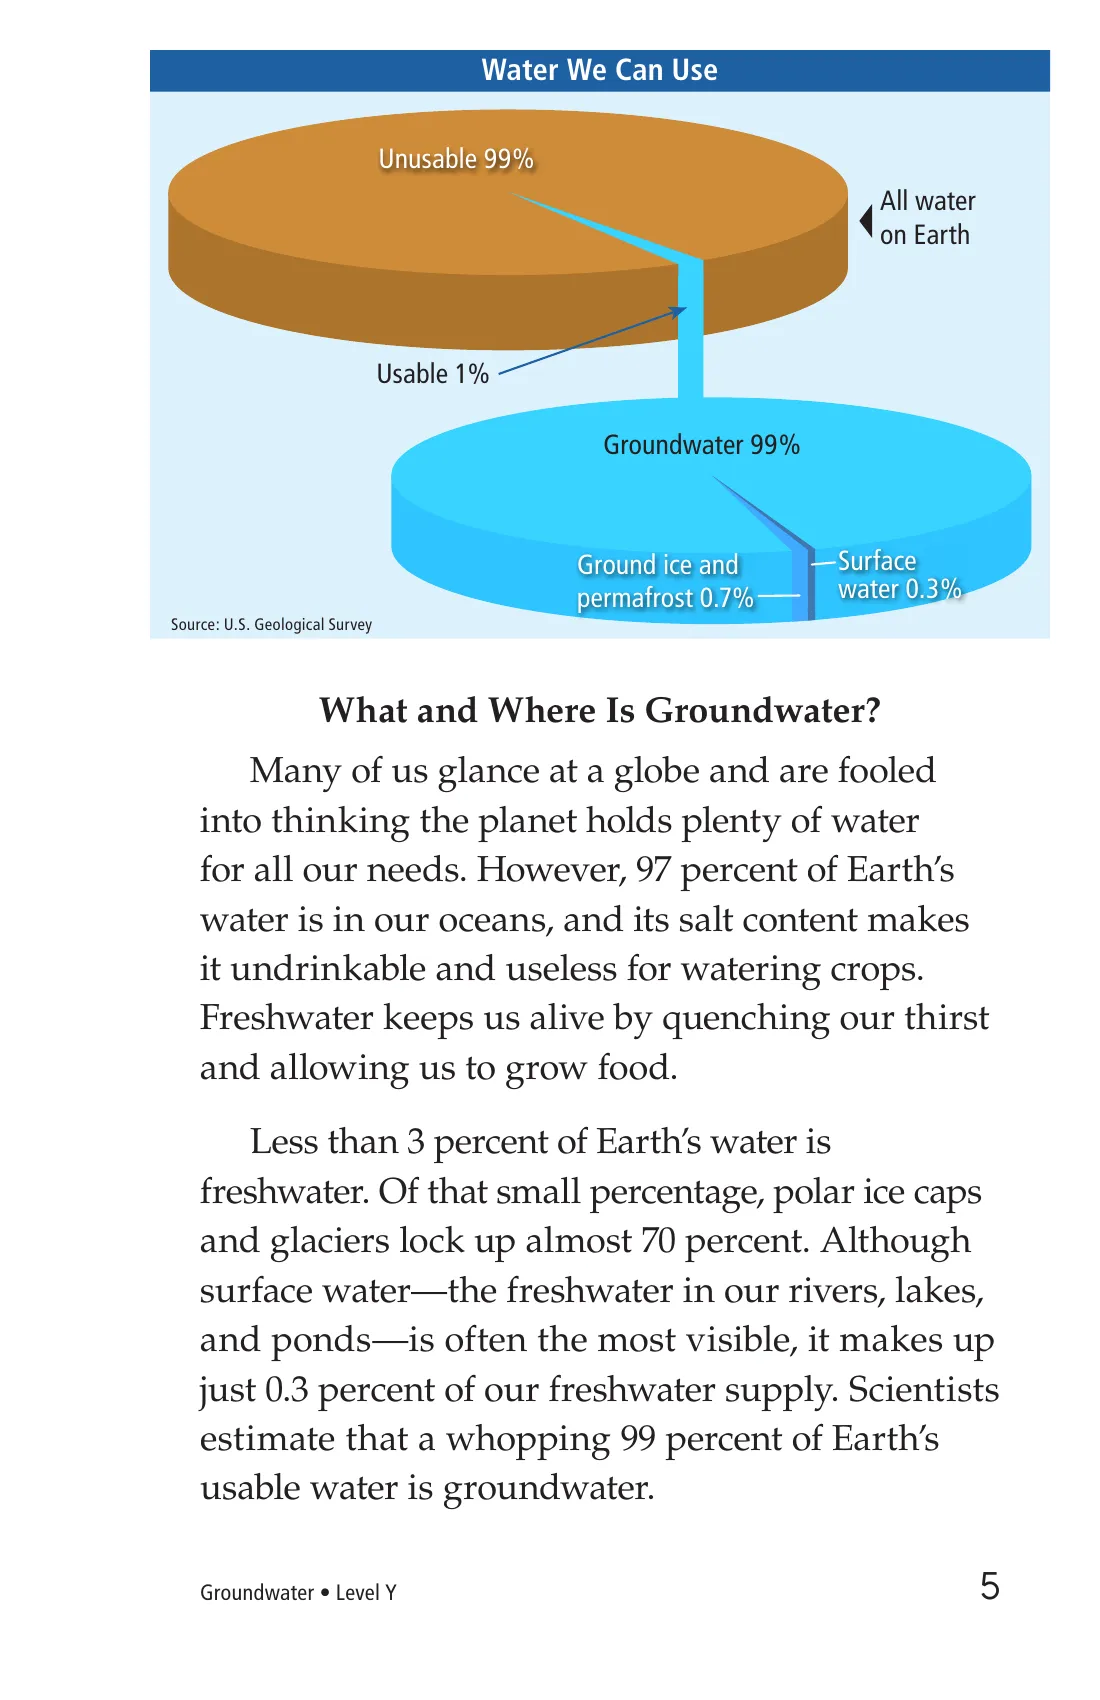 Water We Can Use
Unusable 99%
All water
on Earth
Usable 1%
Groundwater 99%
Ground ice and
permafrost 0.7%
Surface
water 0.3%
Source: U.S. Geological Survey
What and Where Is Groundwater?
Many of us glance at a globe and are fooled
into thinking the planet holds plenty of water
for all our needs. However, 97 percent of Earth’s
water is in our oceans, and its salt content makes
it undrinkable and useless for watering crops.
Freshwater keeps us alive by quenching our thirst
and allowing us to grow food.
Less than 3 percent of Earth’s water is
freshwater. Of that small percentage, polar ice caps
and glaciers lock up almost 70 percent. Although
surface water—the freshwater in our rivers, lakes,
and ponds—is often the most visible, it makes up
just 0.3 percent of our freshwater supply. Scientists
estimate that a whopping 99 percent of Earth’s
usable water is groundwater.
Groundwater • Level Y
5